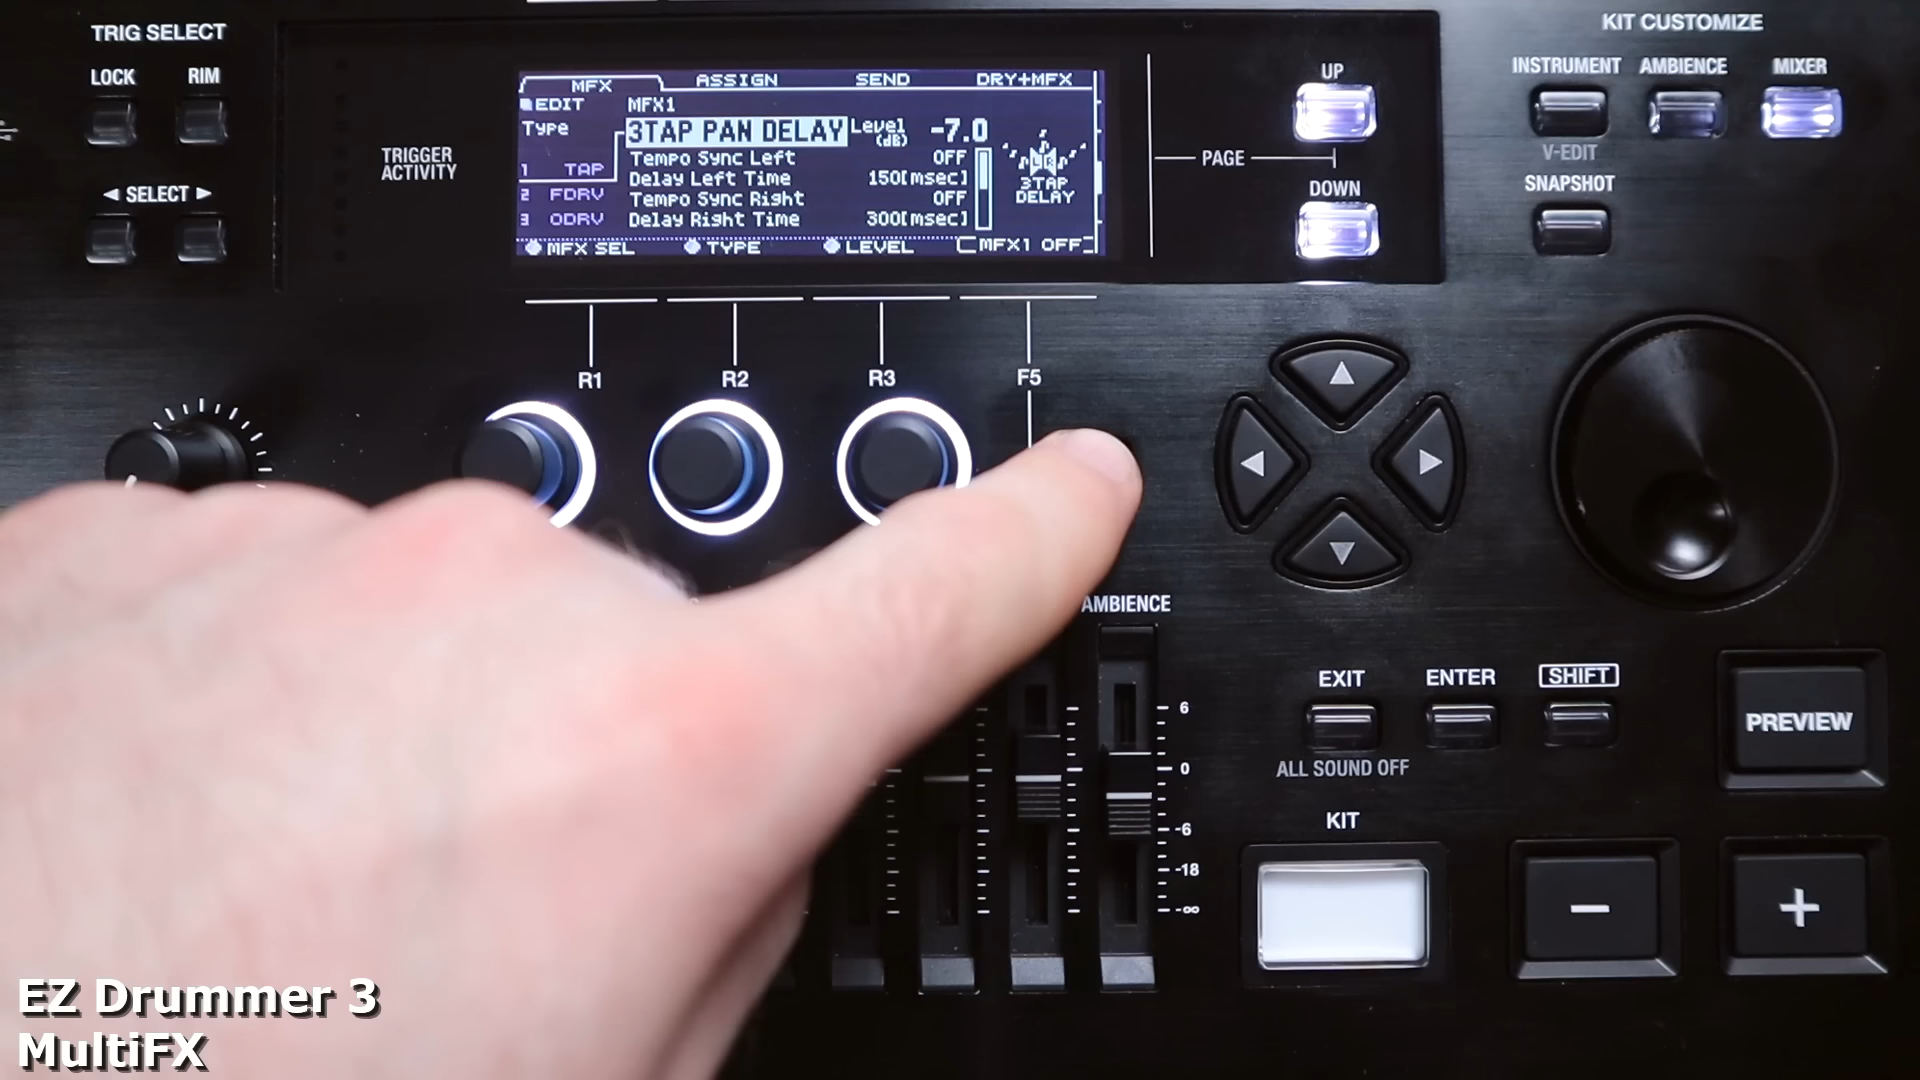 TRIG SELECT
LOCK RIM
◄ SELECT ►
TRIGGER
ACTIVITY
MFX ASSIGN SEND DRY+MFX
EDIT MFX1
Type 3TAP PAN DELAY Level (dB) -7.0
Tempo Sync Left OFF
1 TAP Delay Left Time 150[msec]
2 FDRV Tempo Sync Right OFF
3 ODRV Delay Right Time 300[msec]
L R
3TAP
DELAY
MFX SEL TYPE LEVEL MFX1 OFF
R1 R2 R3 F5
UP
PAGE
DOWN
KIT CUSTOMIZE
INSTRUMENT AMBIENCE MIXER
V-EDIT
SNAPSHOT
AMBIENCE
6
0
-6
-18
-∞
EXIT ENTER SHIFT
ALL SOUND OFF
PREVIEW
KIT
- +
EZ Drummer 3
MultiFX